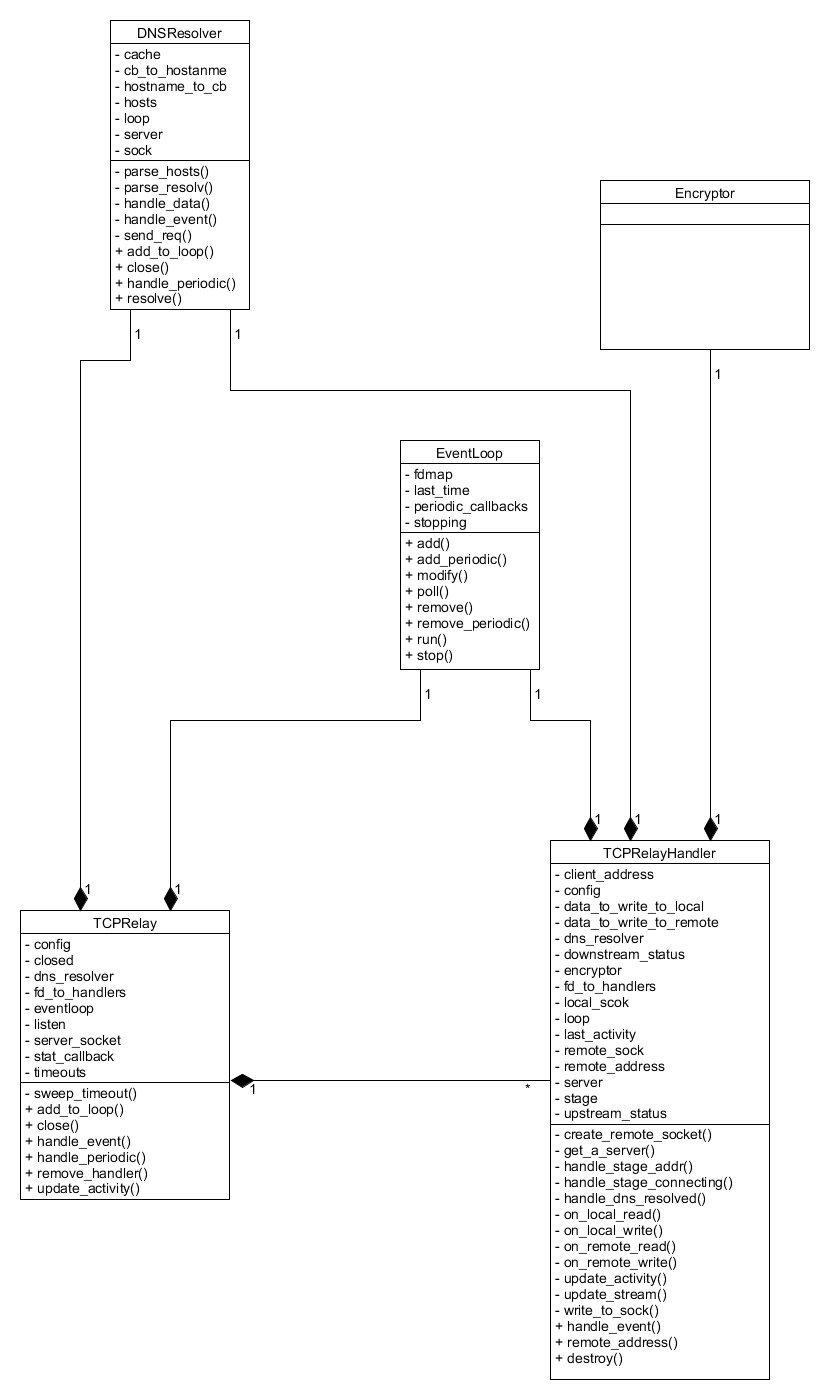 DNSResolver
- cache
- cb_to_hostanme
- hostname_to_cb
- hosts
- loop
- server
- sock
- parse_hosts()
- parse_resolv()
- handle_data()
- handle_event()
- send_req()
+ add_to_loop()
+ close()
+ handle_periodic()
+ resolve()
1
1
Encryptor
1
EventLoop
- fdmap
- last_time
- periodic_callbacks
- stopping
+ add()
+ add_periodic()
+ modify()
+ poll()
+ remove()
+ remove_periodic()
+ run()
+ stop()
1
1
1
1
1
TCPRelayHandler
- client_address
- config
- data_to_write_to_local
- data_to_write_to_remote
- dns_resolver
- downstream_status
- encryptor
- fd_to_handlers
- local_scok
- loop
- last_activity
- remote_sock
- remote_address
- server
- stage
- upstream_status
- create_remote_socket()
- get_a_server()
- handle_stage_addr()
- handle_stage_connecting()
- handle_dns_resolved()
- on_local_read()
- on_local_write()
- on_remote_read()
- on_remote_write()
- update_activity()
- update_stream()
- write_to_sock()
+ handle_event()
+ remote_address()
+ destroy()
1
1
TCPRelay
- config
- closed
- dns_resolver
- fd_to_handlers
- eventloop
- listen
- server_socket
- stat_callback
- timeouts
- sweep_timeout()
+ add_to_loop()
+ close()
+ handle_event()
+ handle_periodic()
+ remove_handler()
+ update_activity()
1
*